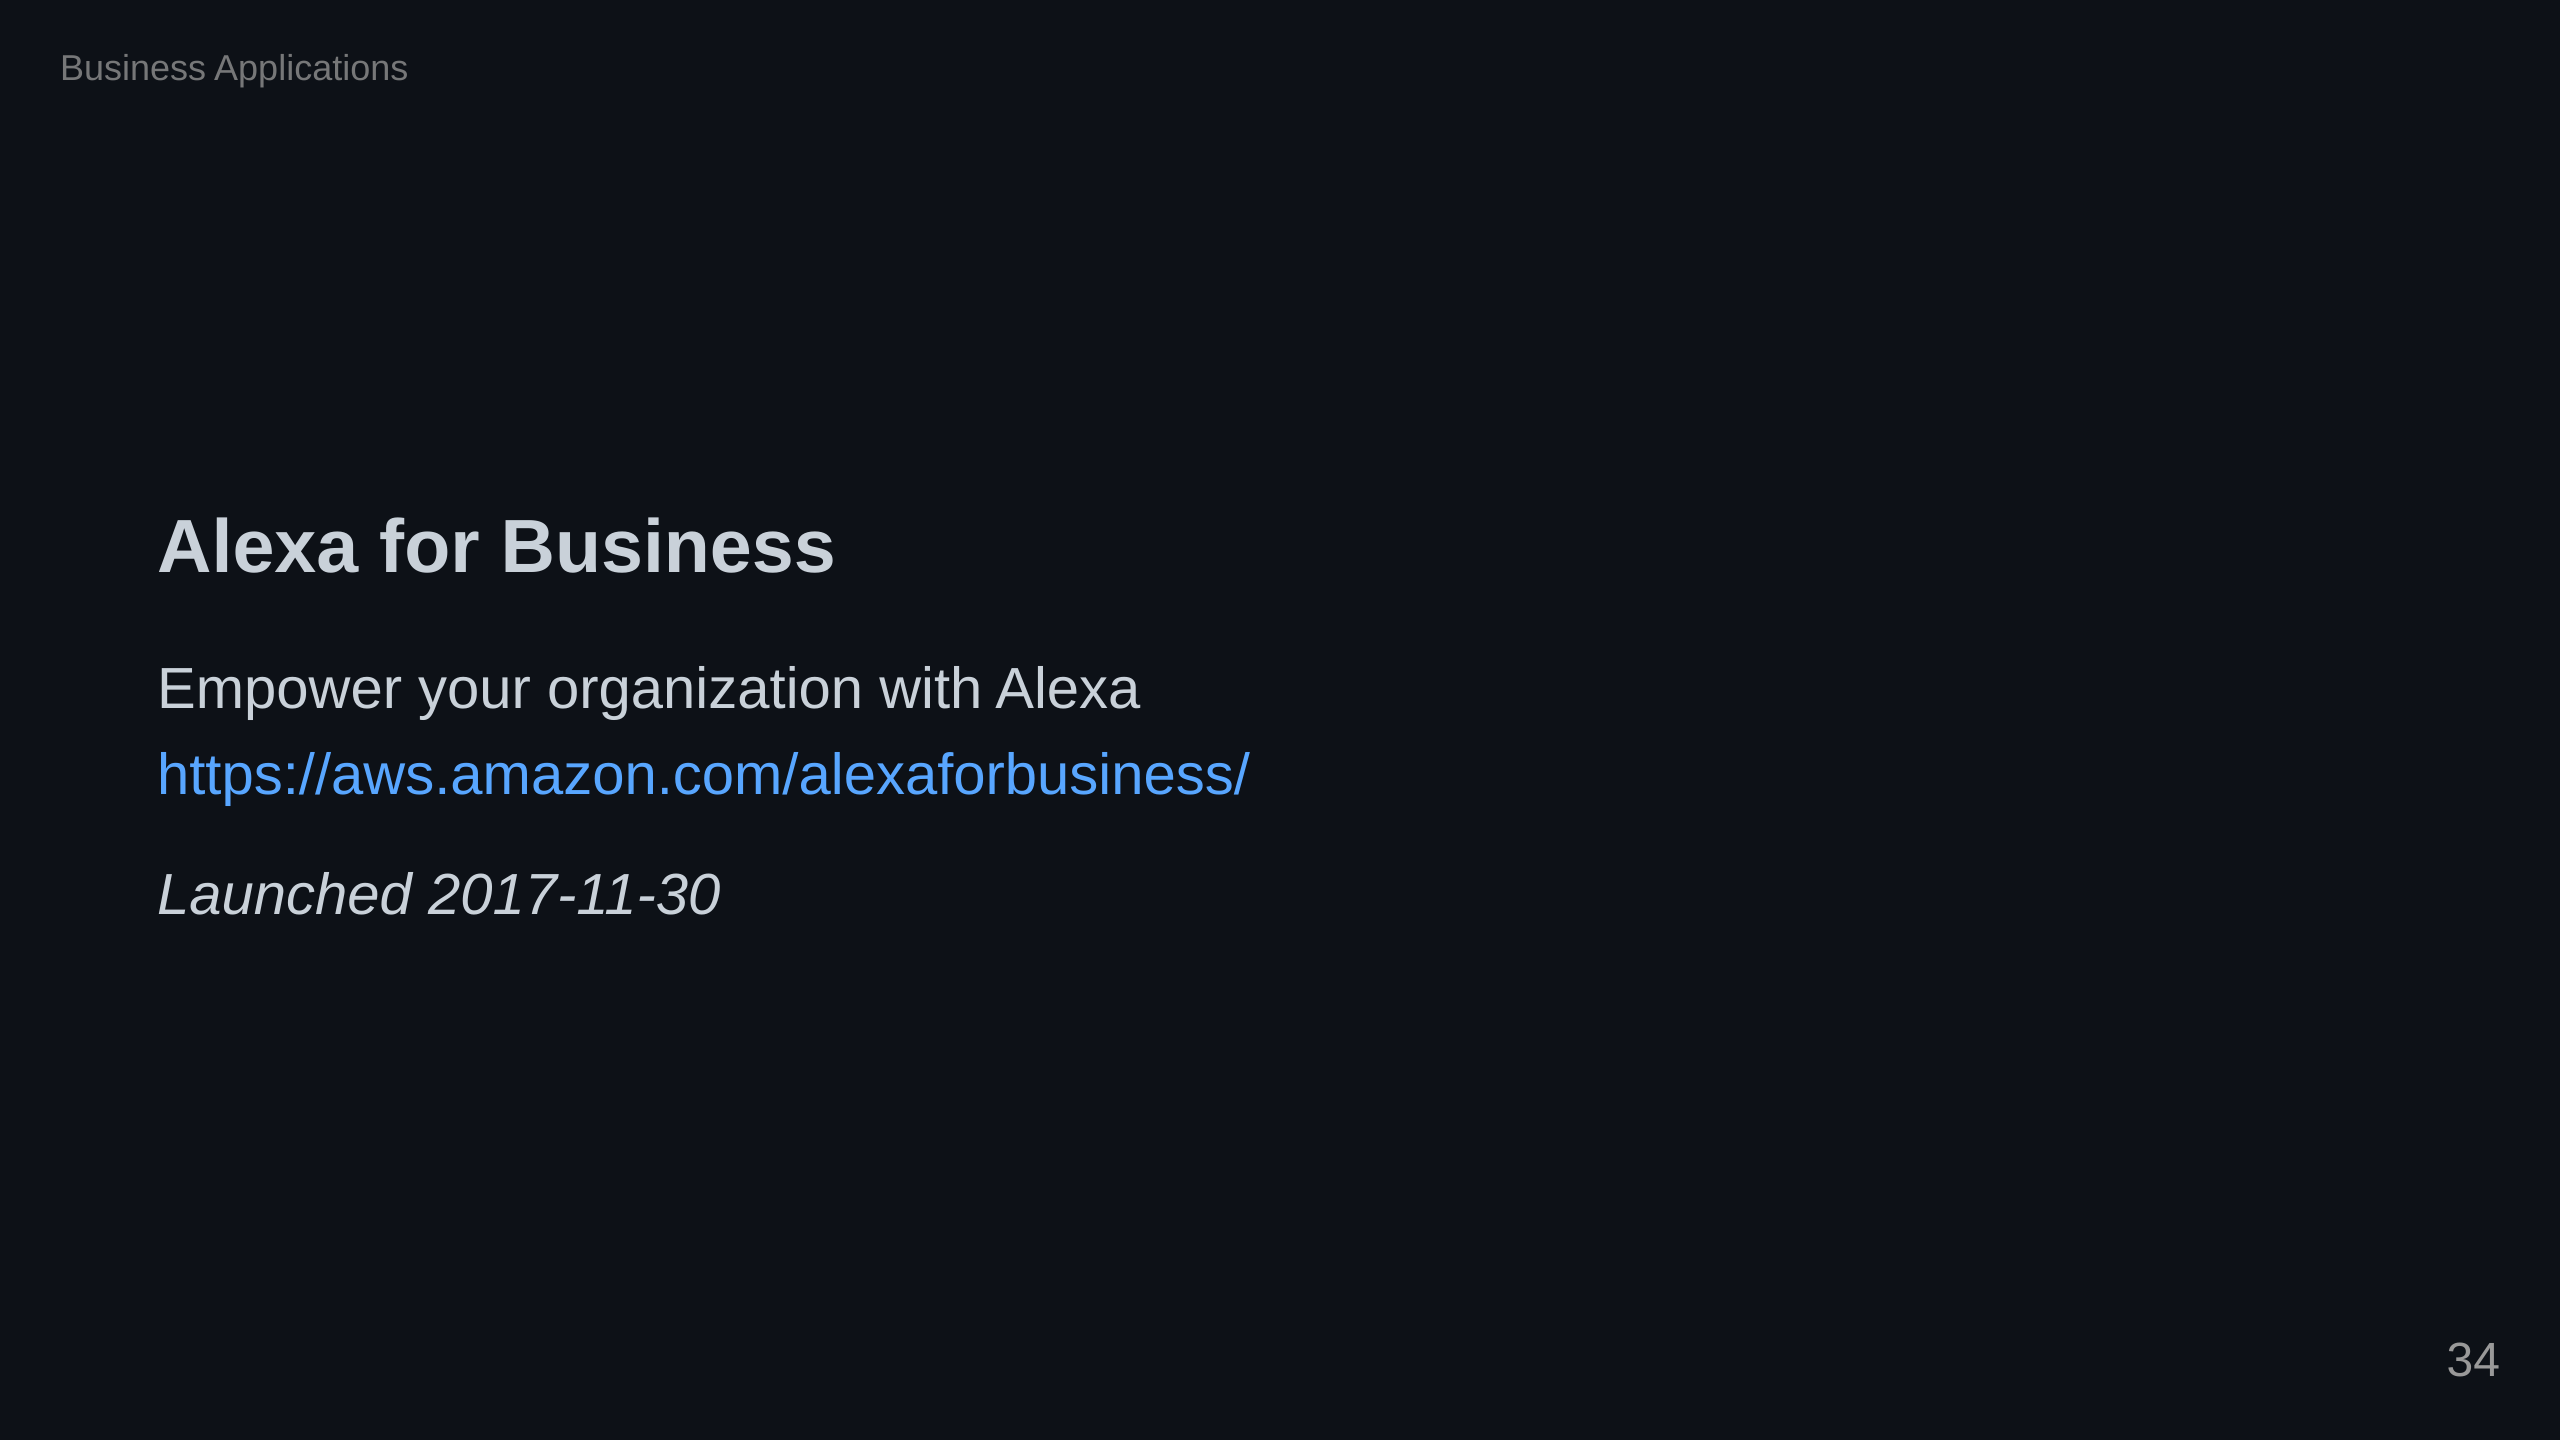 Business Applications
Alexa for Business
Empower your organization with Alexa
https://aws.amazon.com/alexaforbusiness/
Launched 2017-11-30
34